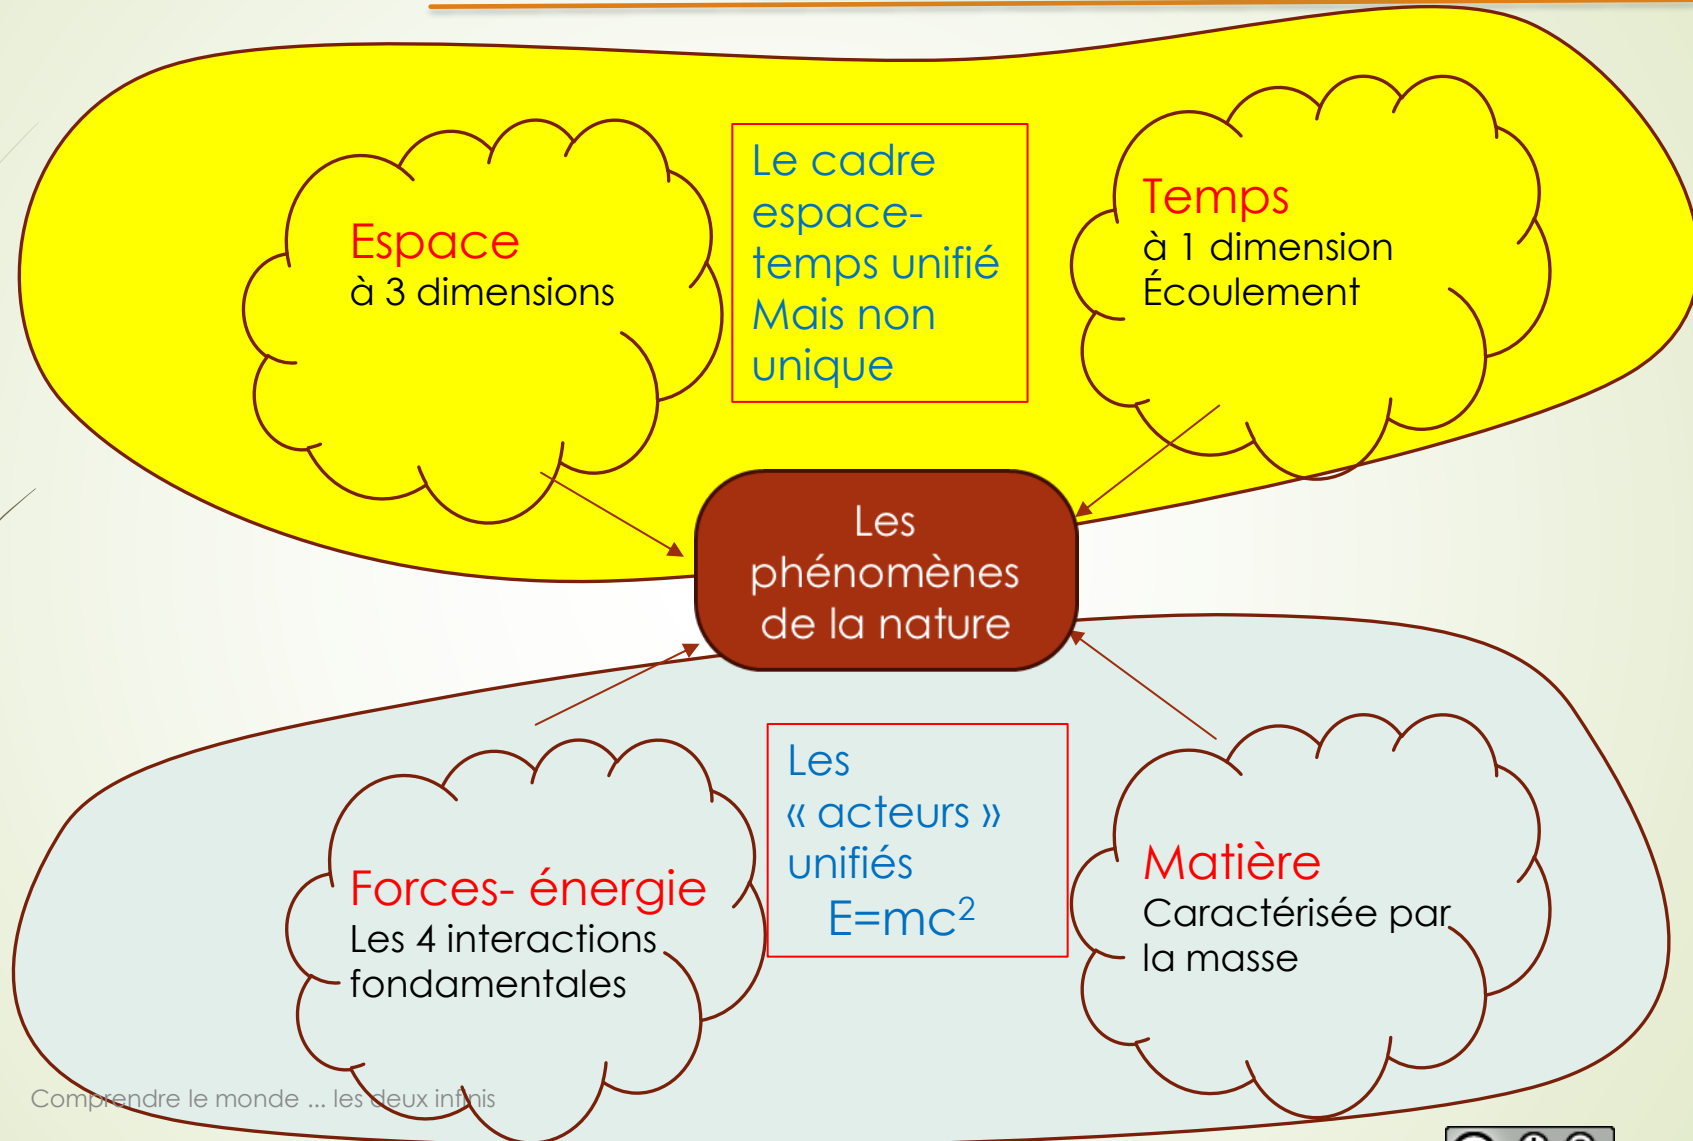 Espace
à 3 dimensions
Le cadre
espace-
temps unifié
Mais non
unique
Temps
à 1 dimension
Écoulement
Les
phénomènes
de la nature
Forces- énergie
Les 4 interactions
fondamentales
Les
« acteurs »
unifiés
E=mc²
Matière
Caractérisée par
la masse
Comprendre le monde ... les deux infinis